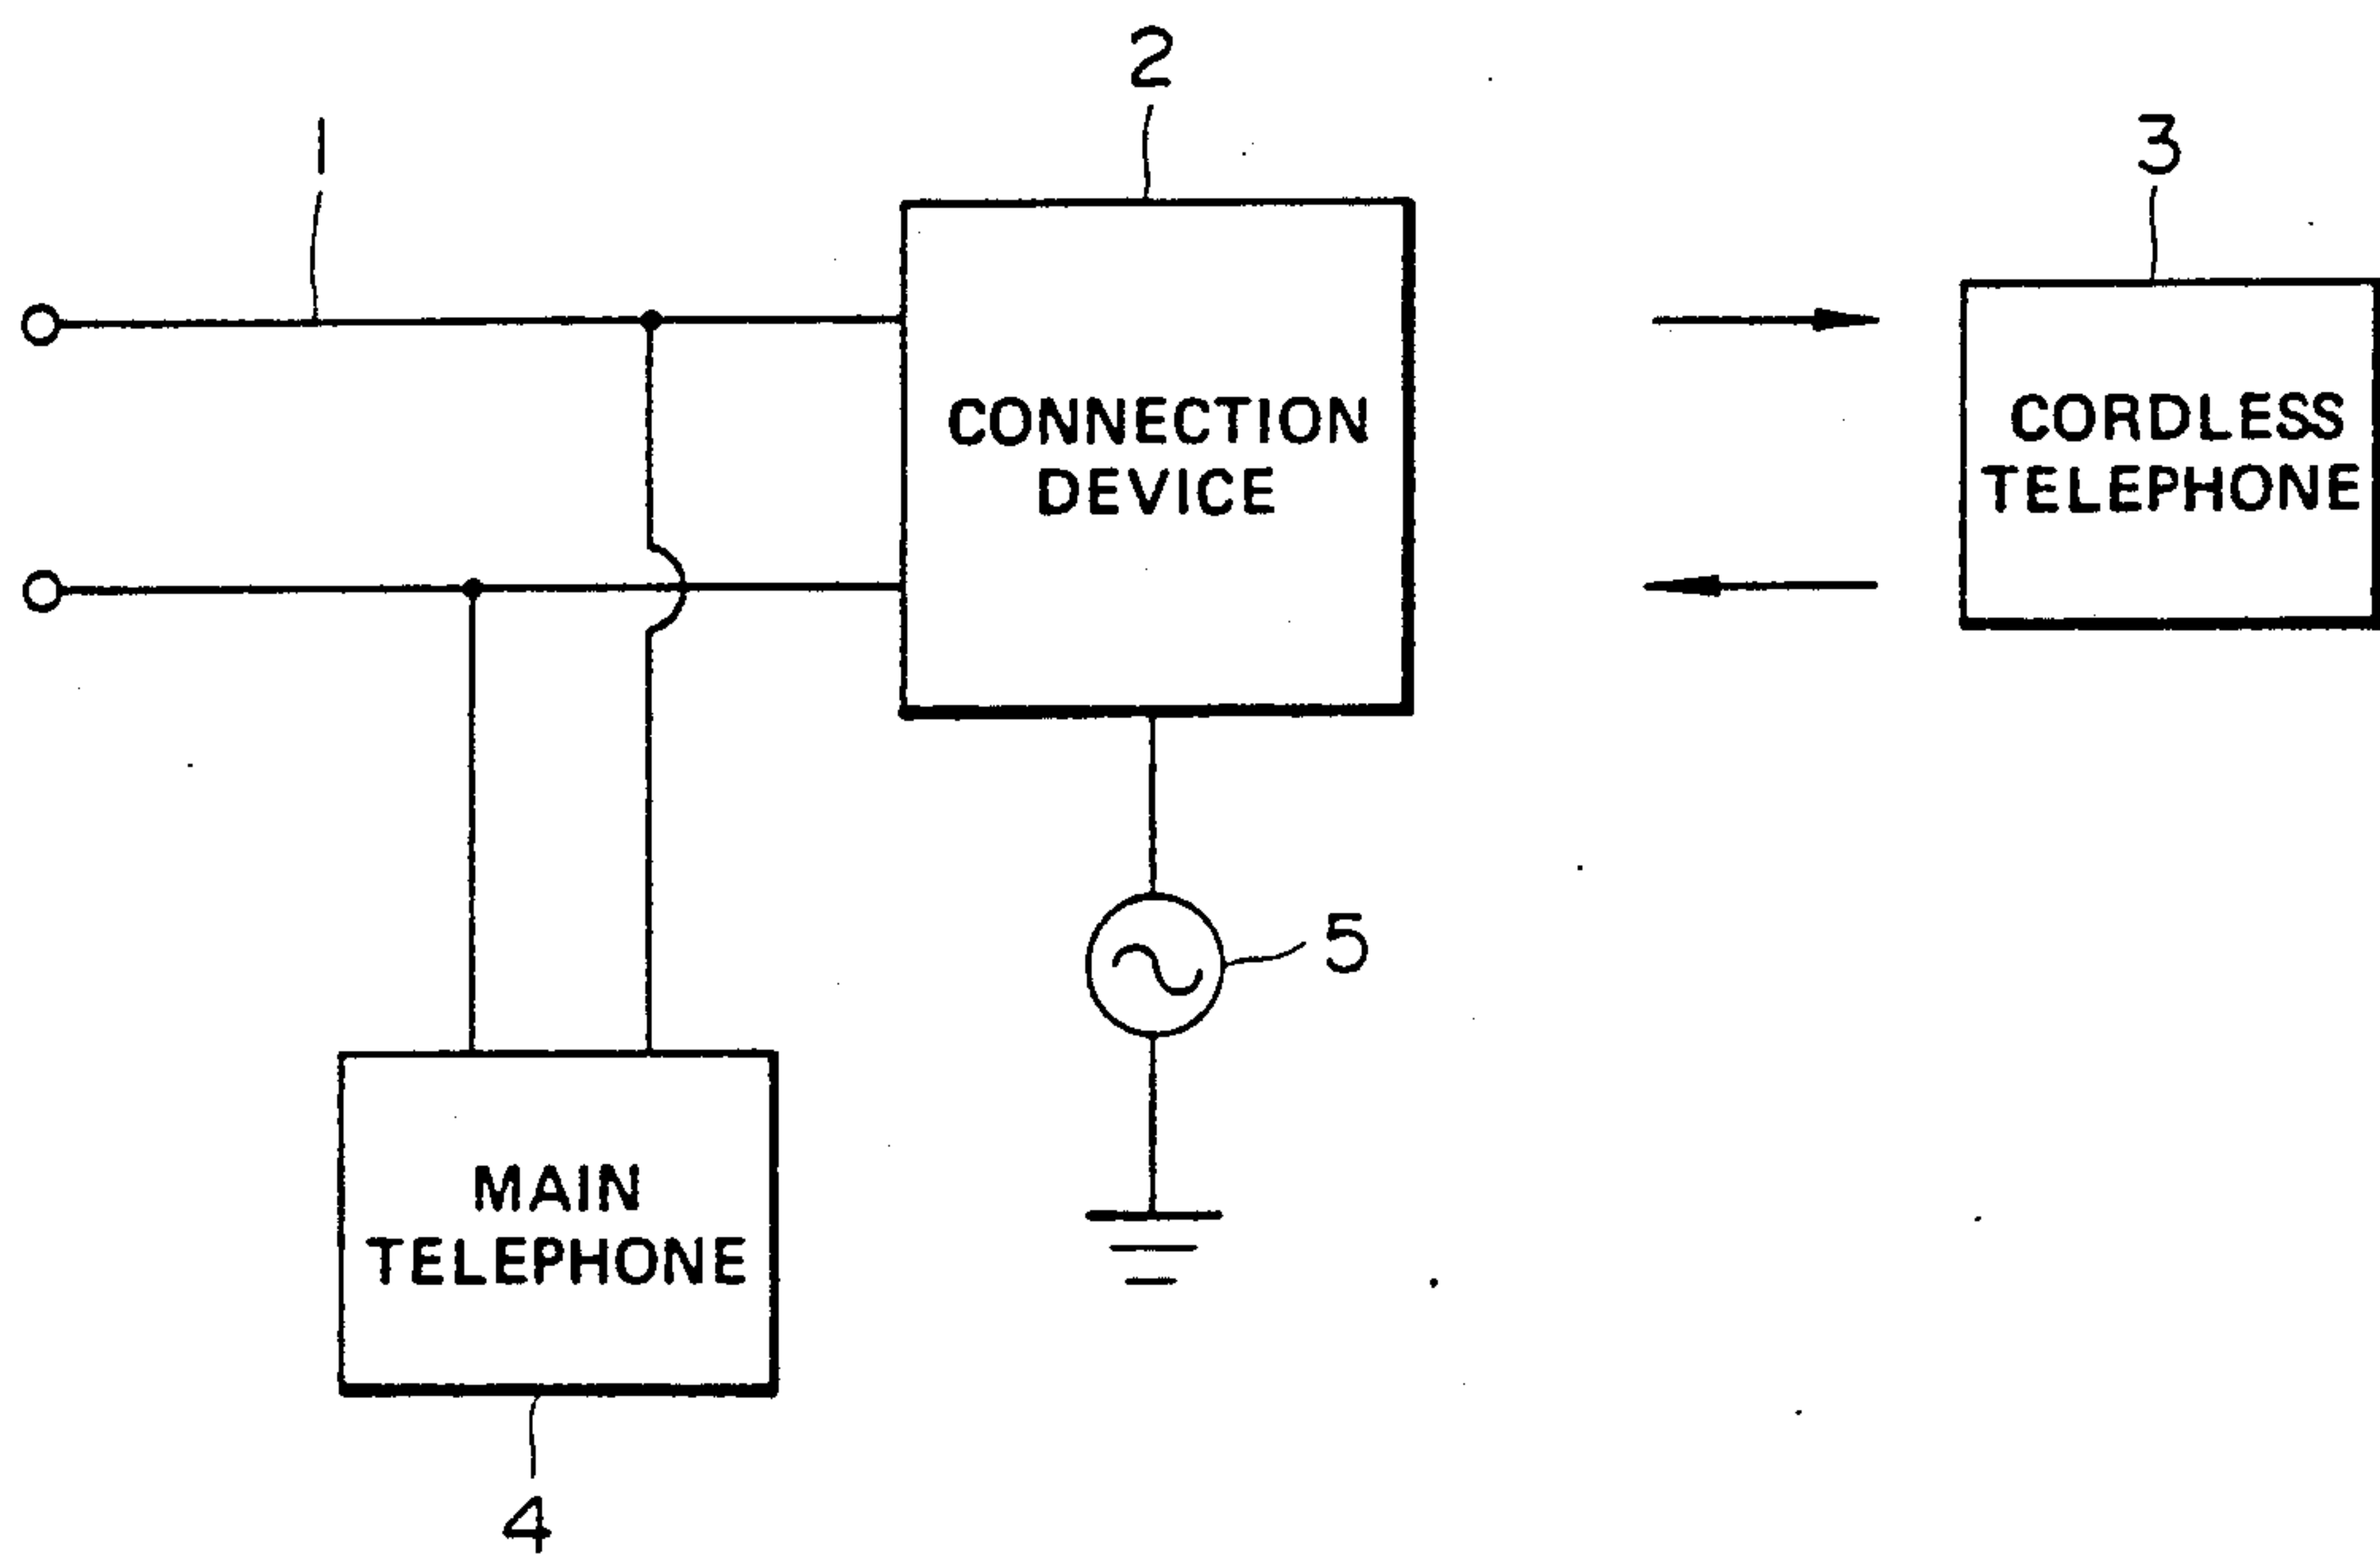 2
1
3
CONNECTION
DEVICE
CORDLESS
TELEPHONE
5
MAIN
TELEPHONE
4